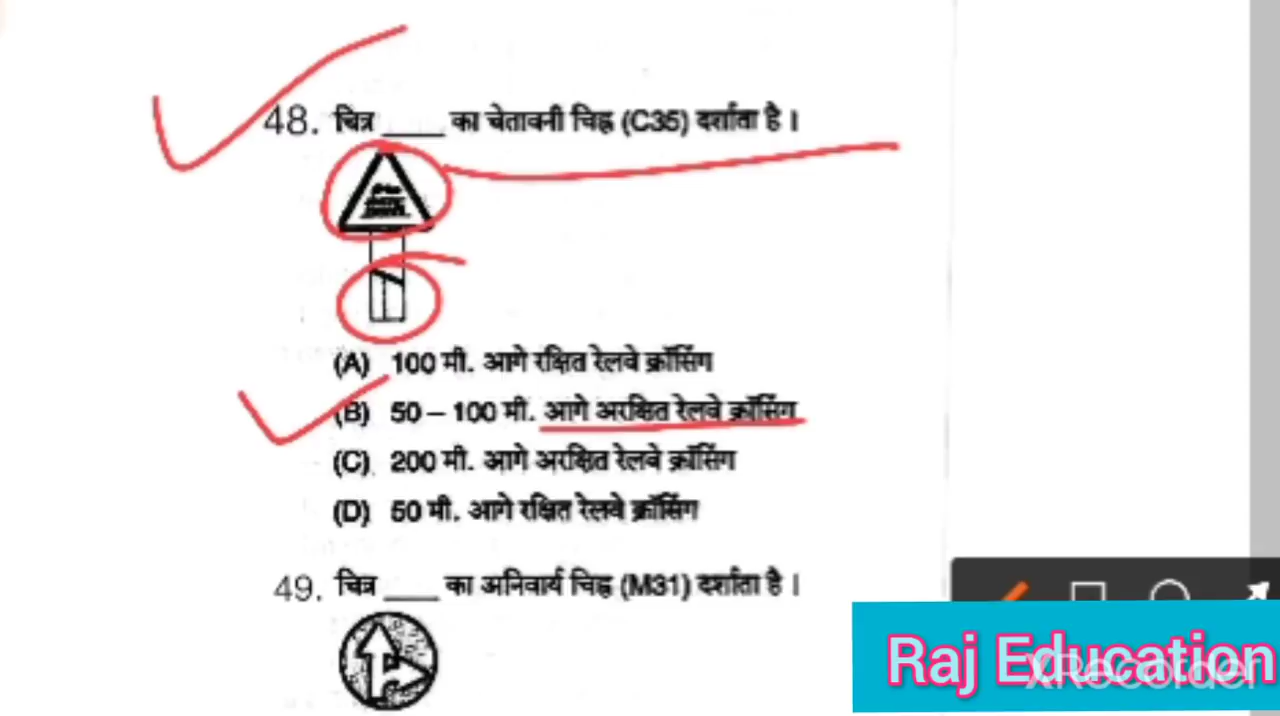 48. चित्र ____ का चेतावनी चिह्न (C35) दर्शाता है।
(A) 100 मी. आगे रक्षित रेलवे क्रॉसिंग
(B) 50 – 100 मी. आगे अरक्षित रेलवे क्रॉसिंग
(C) 200 मी. आगे अरक्षित रेलवे क्रॉसिंग
(D) 50 मी. आगे रक्षित रेलवे क्रॉसिंग
49. चित्र ____ का अनिवार्य चिह्न (M31) दर्शाता है।
Raj Education
XRecorder